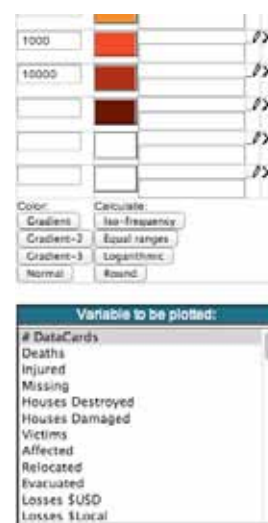 1000
10000
Color: Calculate:
Gradient Iso-frequency
Gradient-2 Equal ranges
Gradient-3 Logarithmic
Normal Round
Variable to be plotted:
# DataCards
Deaths
Injured
Missing
Houses Destroyed
Houses Damaged
Victims
Affected
Relocated
Evacuated
Losses $USD
Losses $Local